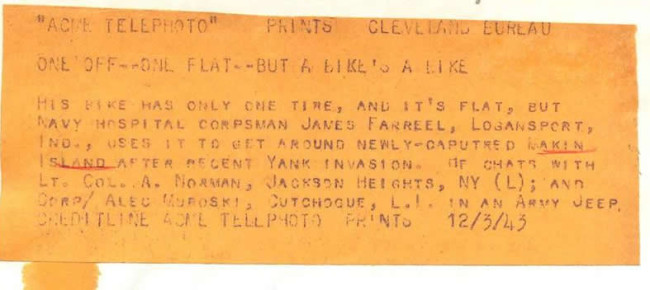 "ACME TELEPHOTO" PRINTS CLEVELAND BUREAU
ONE OFF--ONE FLAT--BUT A BIKE'S A BIKE
HIS BIKE HAS ONLY ONE TIRE, AND IT'S FLAT, BUT
NAVY HOSPITAL CORPSMAN JAMES FARREEL, LOGANSPORT,
IND., USES IT TO GET AROUND NEWLY-CAPUTRED MAKIN
ISLAND AFTER RECENT YANK INVASION. HE CHATS WITH
LT. COL. A. NORMAN, JACKSON HEIGHTS, NY (L); AND
CORP/ ALEC MUROSKI, CUTCHOGUE, L.I. IN AN ARMY JEEP.
CREDITLINE ACME TELEPHOTO PRINTS 12/3/43